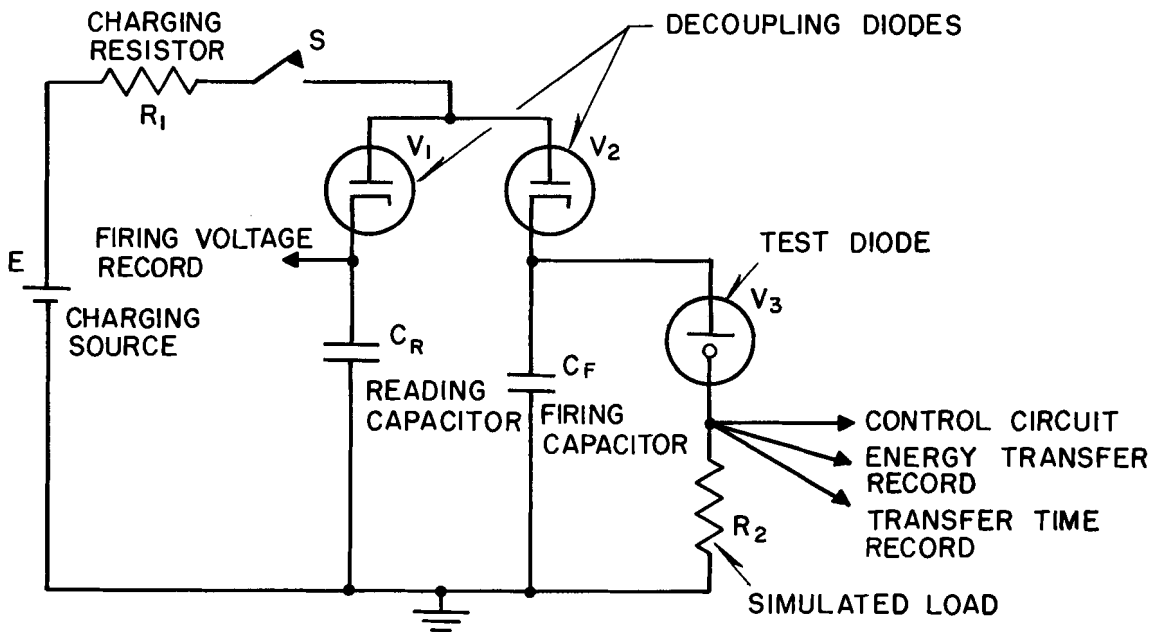 CHARGING
RESISTOR
S
R1
DECOUPLING DIODES
V1
V2
FIRING VOLTAGE
RECORD
TEST DIODE
E
V3
CHARGING
SOURCE
CR
READING
CAPACITOR
CF
FIRING
CAPACITOR
CONTROL CIRCUIT
ENERGY TRANSFER
RECORD
TRANSFER TIME
RECORD
R2
SIMULATED LOAD